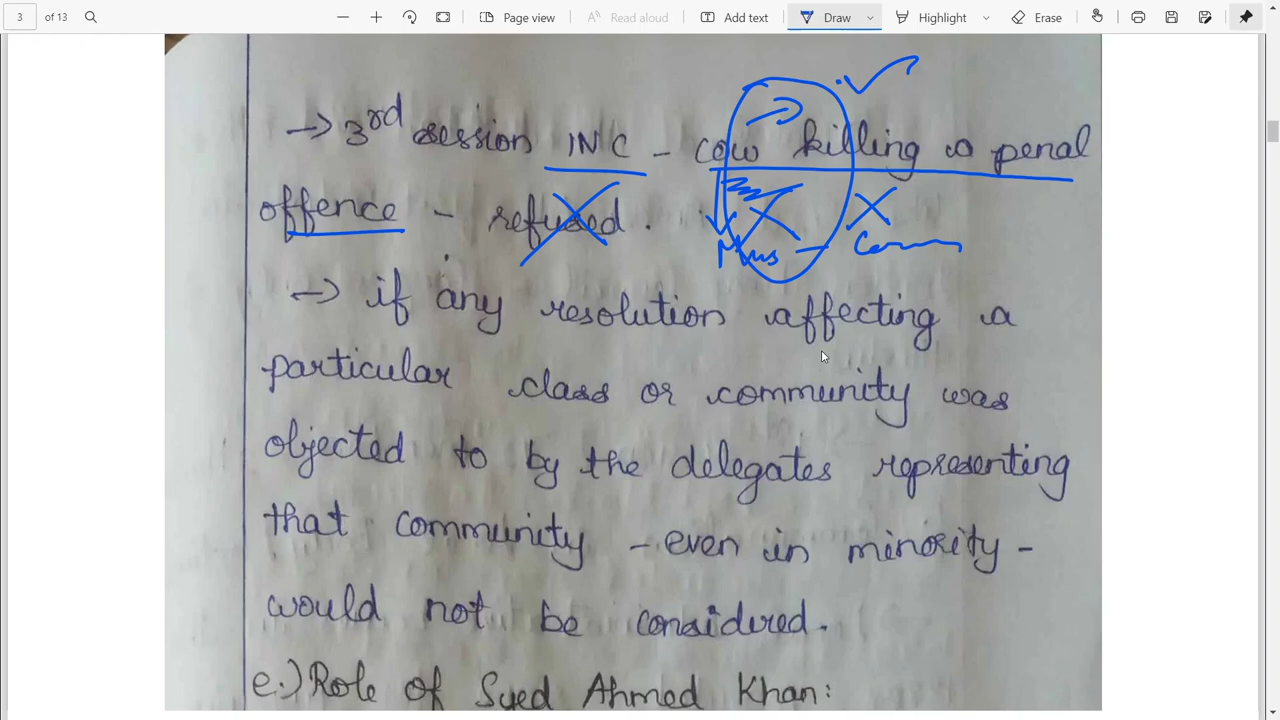 3 of 13 Page view Read aloud Add text Draw Highlight Erase
→ 3rd session INC - cow killing a penal
offence - refused.
Mus - Comm
→ if any resolution affecting a
particular class or community was
objected to by the delegates representing
that community - even in minority -
would not be considered.
e.) Role of Syed Ahmed Khan: